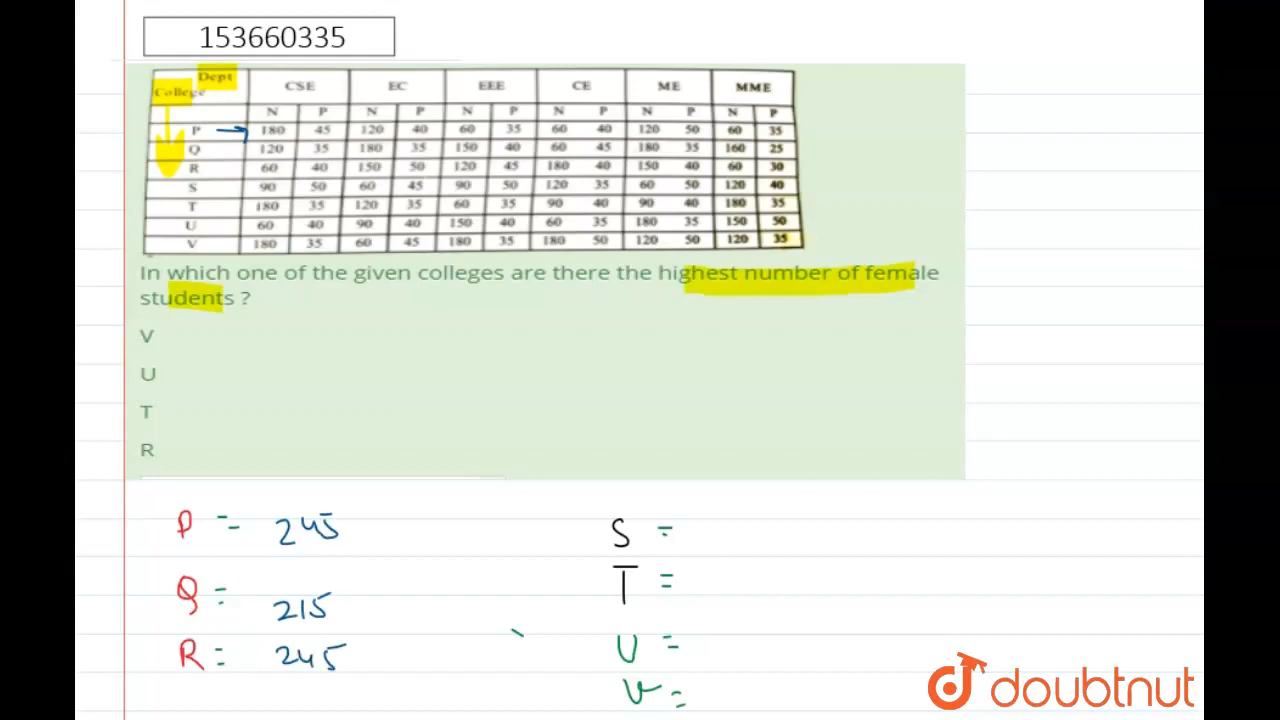 153660335
Dept
College
CSE EC EEE CE ME MME
N P N P N P N P N P N P
P 180 45 120 40 60 35 60 40 120 50 60 35
Q 120 35 180 35 150 40 60 45 180 35 160 25
R 60 40 150 50 120 45 180 40 150 40 60 30
S 90 50 60 45 90 50 120 35 60 50 120 40
T 180 35 120 35 60 35 90 40 90 40 180 35
U 60 40 90 40 150 40 60 35 180 35 150 50
V 180 35 60 45 180 35 180 50 120 50 120 35
In which one of the given colleges are there the highest number of female
students ?
V
U
T
R
P = 245
Q = 215
R = 245
S =
T =
U =
V =
doubtnut